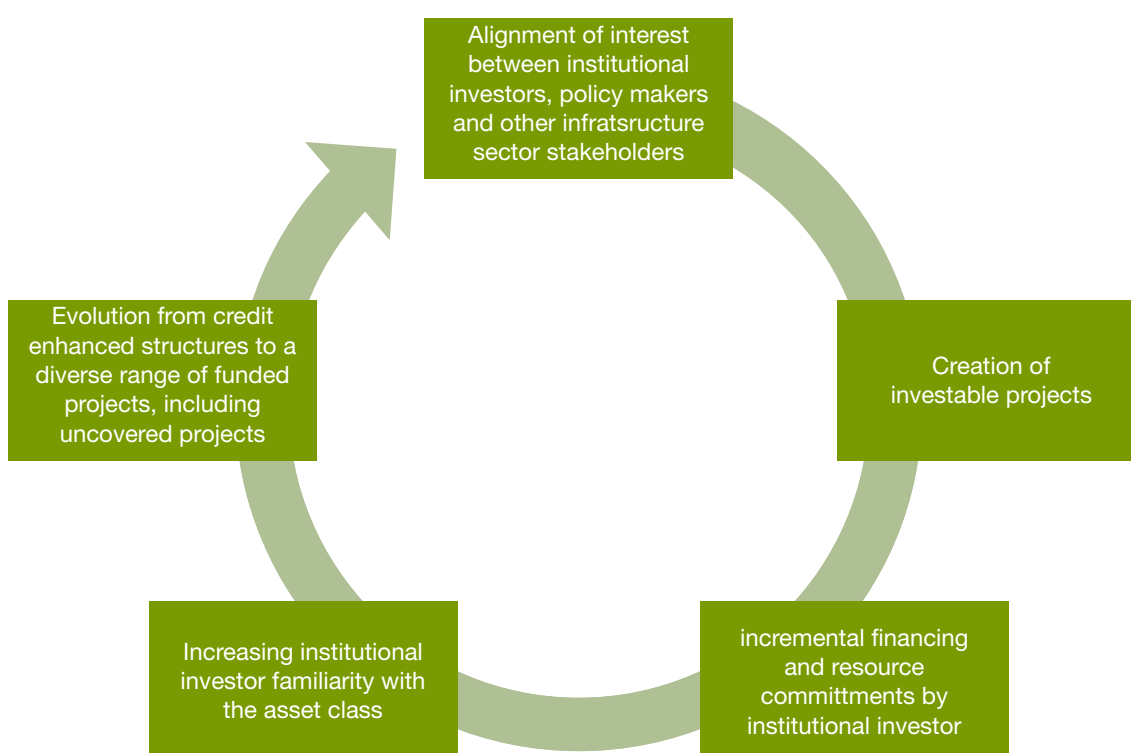 Alignment of interest
between institutional
investors, policy makers
and other infratsructure
sector stakeholders
Creation of
investable projects
incremental financing
and resource
committments by
institutional investor
Increasing institutional
investor familiarity with
the asset class
Evolution from credit
enhanced structures to a
diverse range of funded
projects, including
uncovered projects